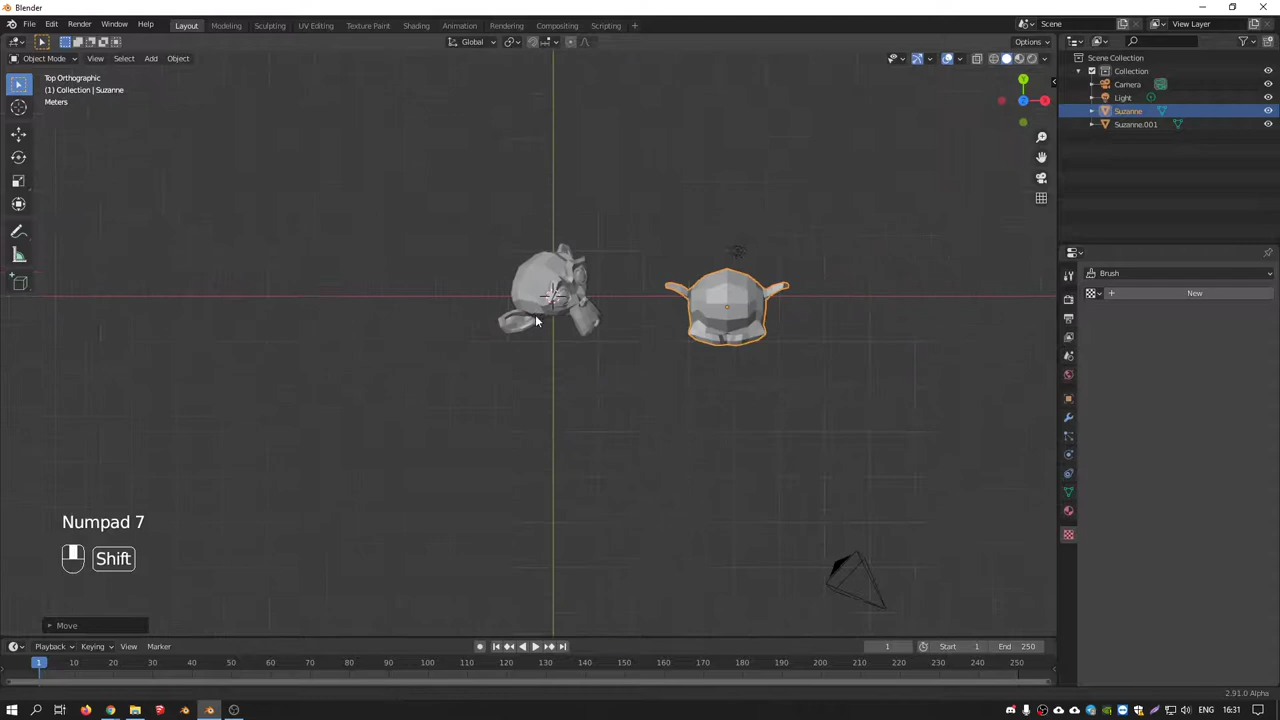 Blender
File Edit Render Window Help Layout Modeling Sculpting UV Editing Texture Paint Shading Animation Rendering Compositing Scripting +
Scene View Layer
Global Options
Object Mode View Select Add Object
Top Orthographic
(1) Collection | Suzanne
Meters
Y
X
Z
Scene Collection
Collection
Camera
Light
Suzanne
Suzanne.001
Brush
+ New
Numpad 7
Shift
Move
Playback Keying View Marker 1 Start 1 End 250
1 10 20 30 40 50 60 70 80 90 100 110 120 130 140 150 160 170 180 190 200 210 220 230 240 250
2.91.0 Alpha
ENG 16:31